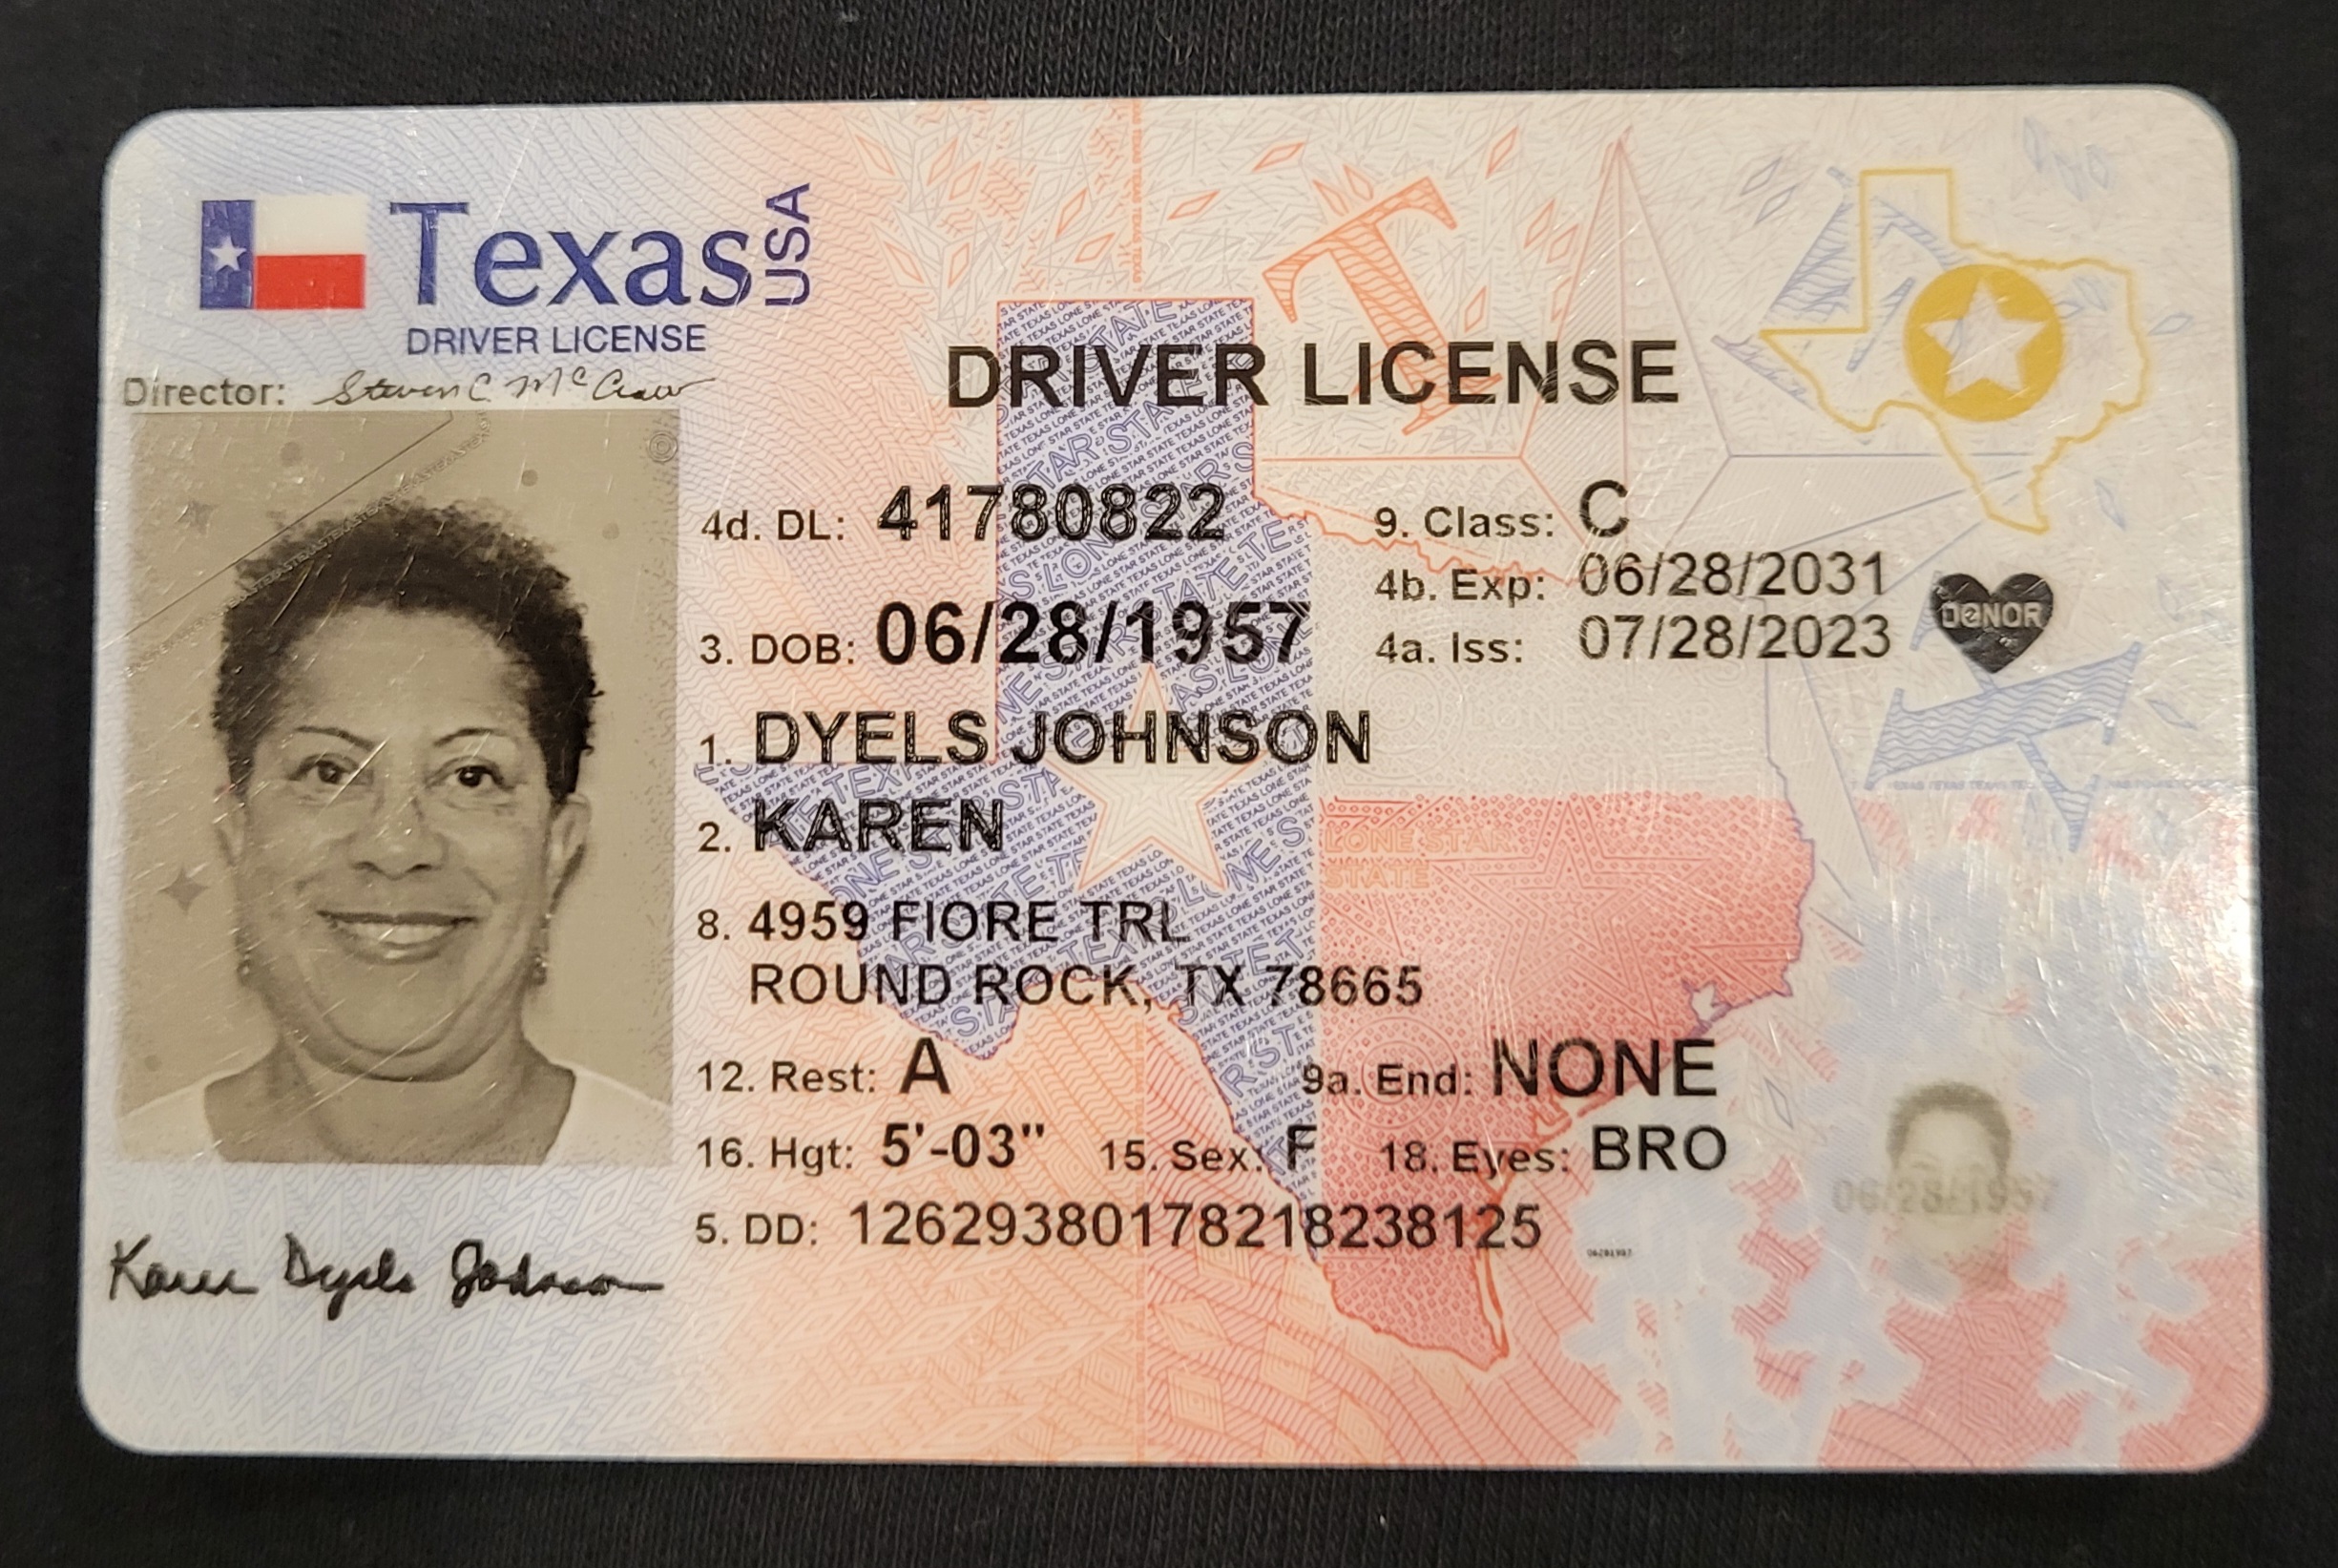 Texas USA
DRIVER LICENSE
Director: Steven C McCraw
DRIVER LICENSE
4d. DL: 41780822
9. Class: C
4b. Exp: 06/28/2031
3. DOB: 06/28/1957
4a. Iss: 07/28/2023
DONOR
1. DYELS JOHNSON
2. KAREN
8. 4959 FIORE TRL
ROUND ROCK, TX 78665
12. Rest: A
9a. End: NONE
16. Hgt: 5'-03" 15. Sex: F 18. Eyes: BRO
5. DD: 12629380178218238125
Karen Dyels Johnson
06/28/1957
LONE STAR
STATE